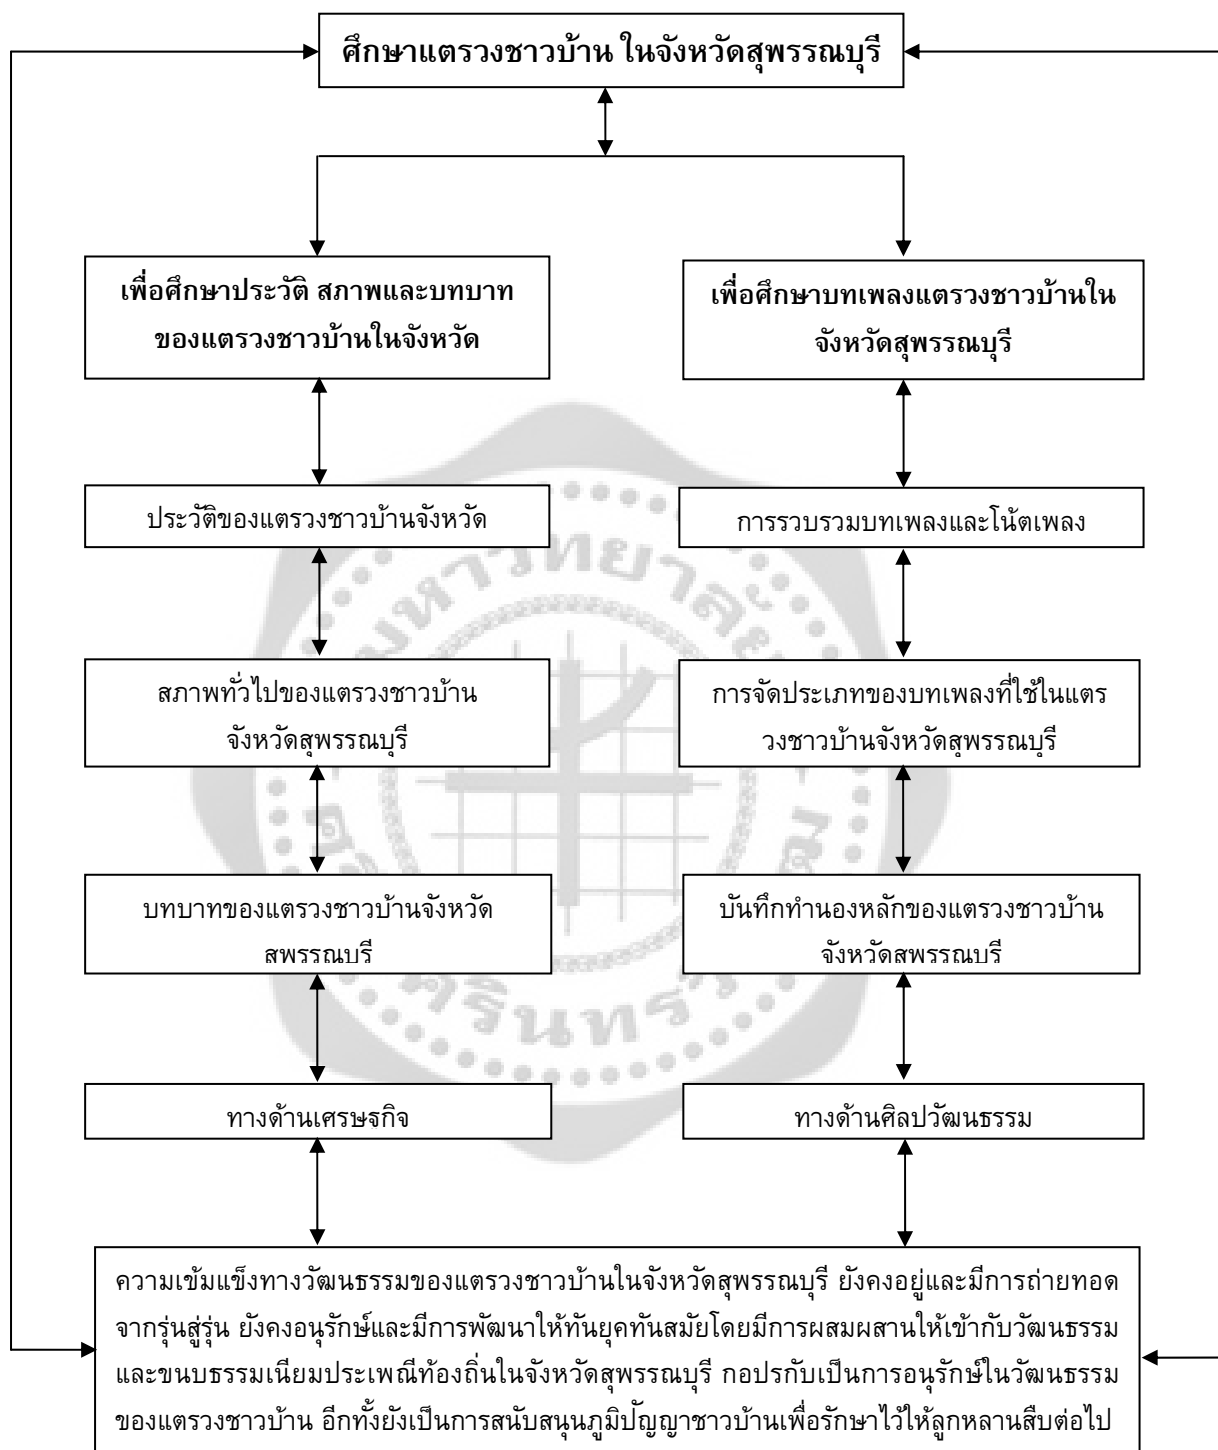 ศึกษาแตรวงชาวบ้าน ในจังหวัดสุพรรณบุรี
เพื่อศึกษาประวัติ สภาพและบทบาท
ของแตรวงชาวบ้านในจังหวัด
เพื่อศึกษาบทเพลงแตรวงชาวบ้านใน
จังหวัดสุพรรณบุรี
ประวัติของแตรวงชาวบ้านจังหวัด
การรวบรวมบทเพลงและโน้ตเพลง
สภาพทั่วไปของแตรวงชาวบ้าน
จังหวัดสุพรรณบุรี
การจัดประเภทของบทเพลงที่ใช้ในแตร
วงชาวบ้านจังหวัดสุพรรณบุรี
บทบาทของแตรวงชาวบ้านจังหวัด
สุพรรณบุรี
บันทึกทำนองหลักของแตรวงชาวบ้าน
จังหวัดสุพรรณบุรี
ทางด้านเศรษฐกิจ
ทางด้านศิลปวัฒนธรรม
ความเข้มแข็งทางวัฒนธรรมของแตรวงชาวบ้านในจังหวัดสุพรรณบุรี ยังคงอยู่และมีการถ่ายทอด
จากรุ่นสู่รุ่น ยังคงอนุรักษ์และมีการพัฒนาให้ทันยุคทันสมัยโดยมีการผสมผสานให้เข้ากับวัฒนธรรม
และขนบธรรมเนียมประเพณีท้องถิ่นในจังหวัดสุพรรณบุรี กอปรกับเป็นการอนุรักษ์ในวัฒนธรรม
ของแตรวงชาวบ้าน อีกทั้งยังเป็นการสนับสนุนภูมิปัญญาชาวบ้านเพื่อรักษาไว้ให้ลูกหลานสืบต่อไป